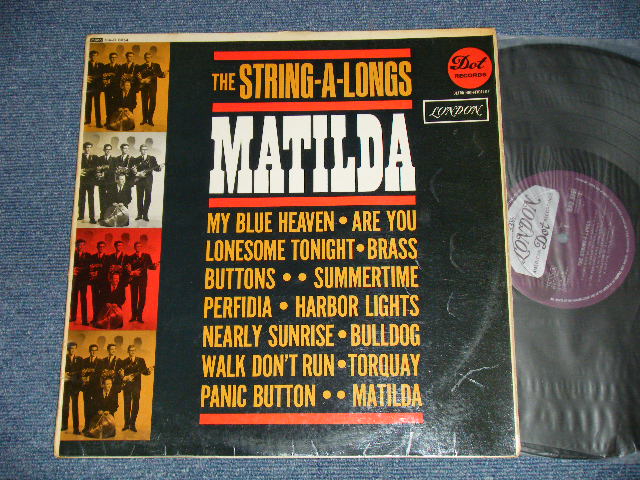 THE STRING-A-LONGS
Dot
RECORDS
LONDON
MATILDA
MY BLUE HEAVEN • ARE YOU
LONESOME TONIGHT • BRASS
BUTTONS • • SUMMERTIME
PERFIDIA • HARBOR LIGHTS
NEARLY SUNRISE • BULLDOG
WALK DON'T RUN • TORQUAY
PANIC BUTTON • • MATILDA
LONDON
Dot